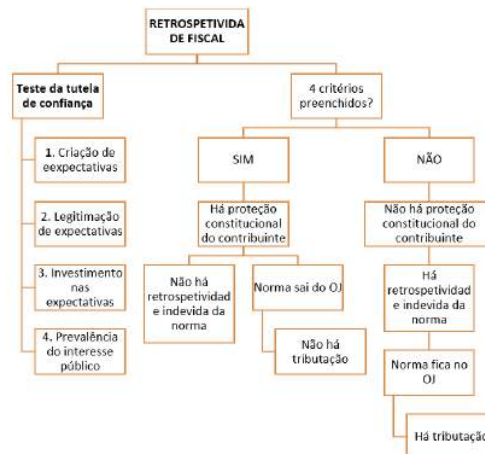 RETROSPETIVIDA
DE FISCAL
Teste da tutela
de confiança
1. Criação de
eexpectativas
2. Legitimação de
expectativas
3. Investimento
nas
expectativas
4. Prevalência
do interesse
público
4 critérios
preenchidos?
SIM
Há proteção
constitucional
do contribuinte
Não há
retrospetividad
e indevida da
norma
Norma sai do OJ
Não há
tributação
NÃO
Não há proteção
constitucional do
contribuinte
Há
retrospetividad
e indevida da
norma
Norma fica no
OJ
Há tributação